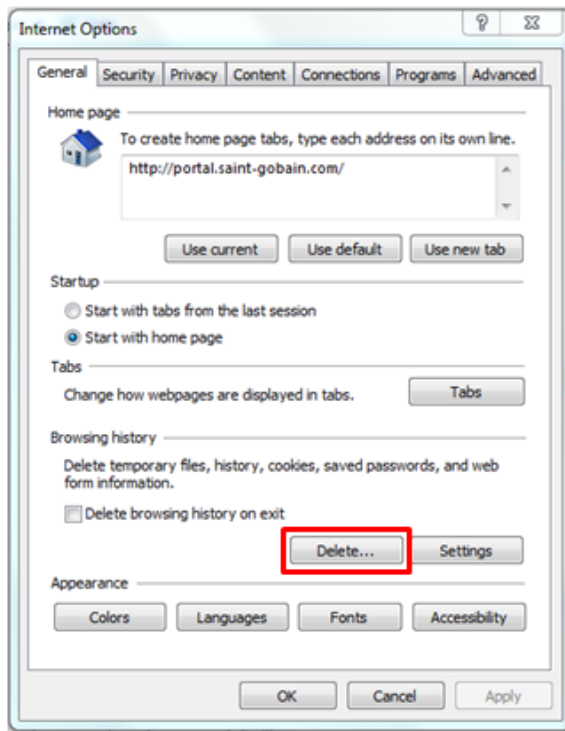 Internet Options
General Security Privacy Content Connections Programs Advanced
Home page
To create home page tabs, type each address on its own line.
http://portal.saint-gobain.com/
Use current Use default Use new tab
Startup
Start with tabs from the last session
Start with home page
Tabs
Change how webpages are displayed in tabs. Tabs
Browsing history
Delete temporary files, history, cookies, saved passwords, and web
form information.
Delete browsing history on exit
Delete... Settings
Appearance
Colors Languages Fonts Accessibility
OK Cancel Apply